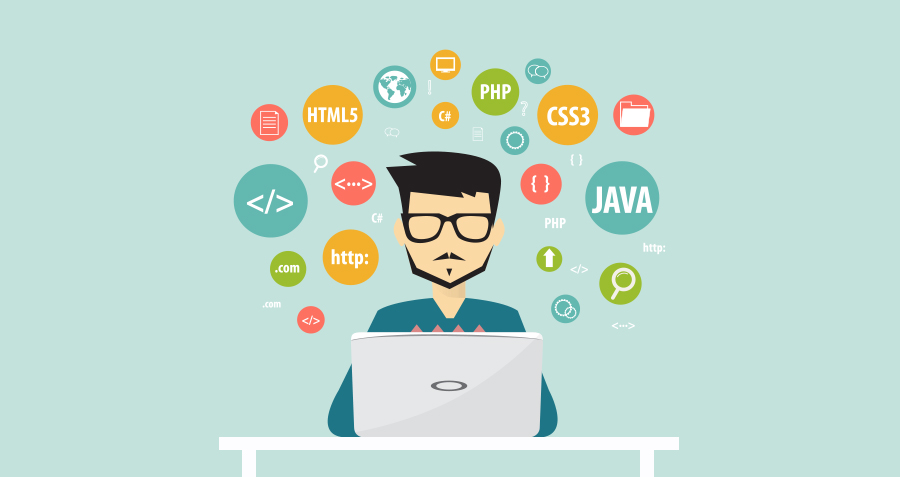 HTML5
PHP
C#
CSS3
?
{ }
</>
<···>
{ }
JAVA
C#
PHP
http:
http:
.com
</>
.com
</>
<···>